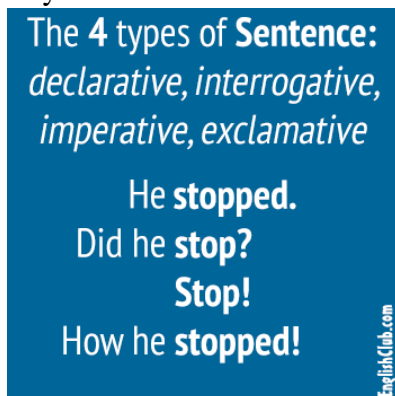 The 4 types of Sentence:
declarative, interrogative,
imperative, exclamative
He stopped.
Did he stop?
Stop!
How he stopped!
EnglishClub.com